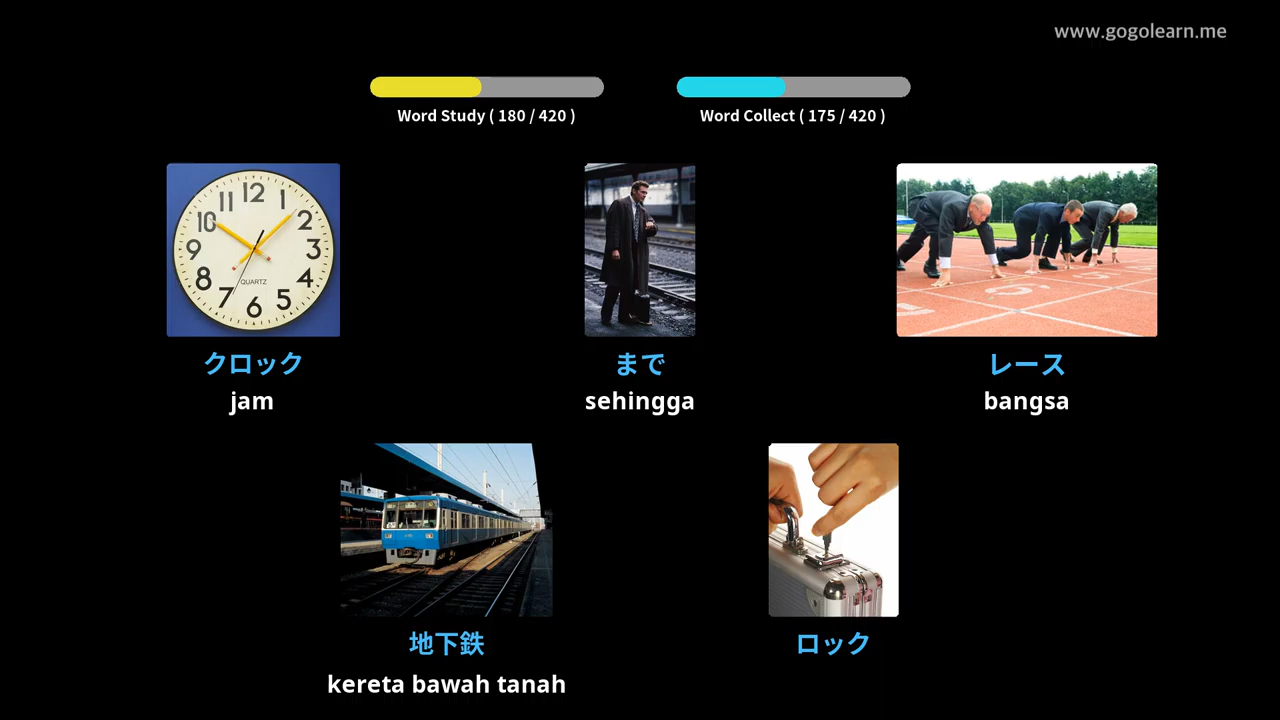 www.gogolearn.me
Word Study ( 180 / 420 )
Word Collect ( 175 / 420 )
12
11
1
10
2
9
3
8
4
QUARTZ
7
5
6
クロック
まで
レース
jam
sehingga
bangsa
地下鉄
ロック
kereta bawah tanah